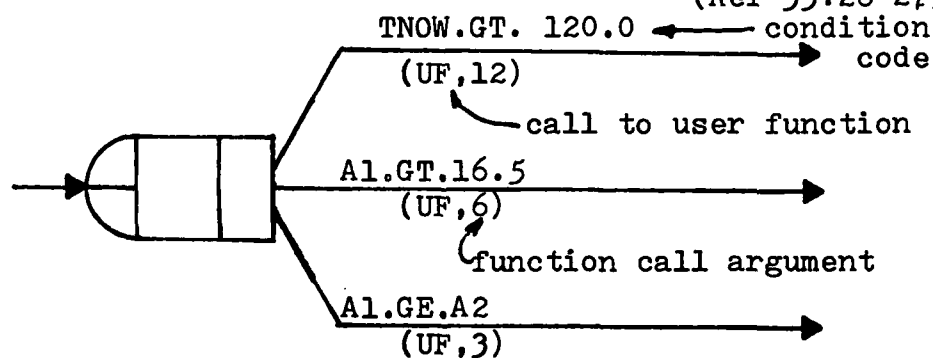 TNOW.GT. 120.0 condition
code
(UF,12)
call to user function
A1.GT.16.5
(UF,6)
function call argument
A1.GE.A2
(UF,3)